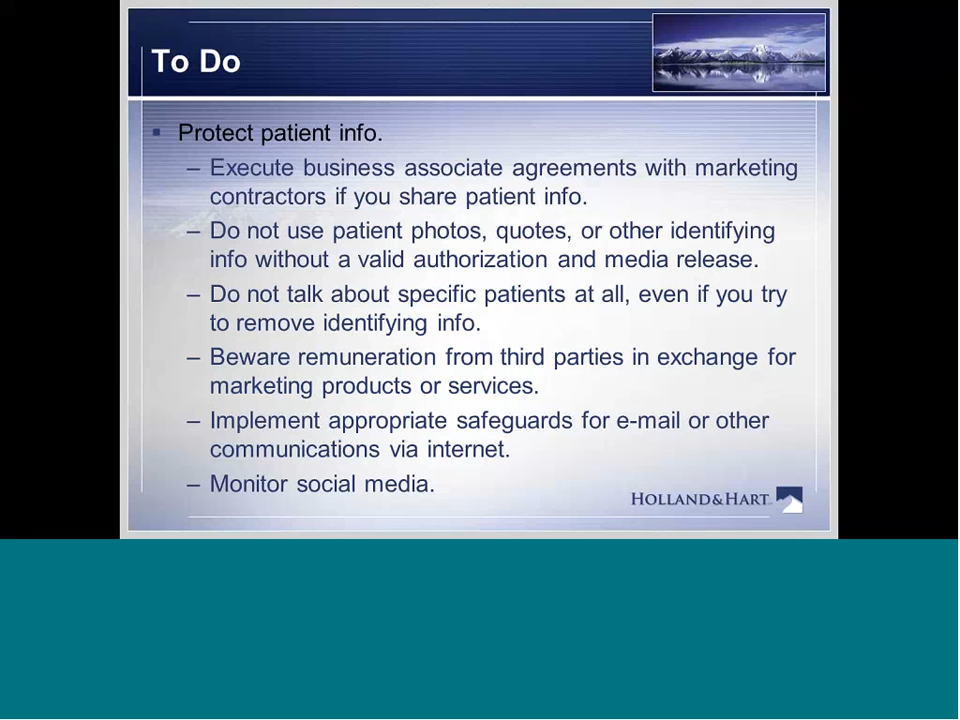 To Do
▪ Protect patient info.
– Execute business associate agreements with marketing
contractors if you share patient info.
– Do not use patient photos, quotes, or other identifying
info without a valid authorization and media release.
– Do not talk about specific patients at all, even if you try
to remove identifying info.
– Beware remuneration from third parties in exchange for
marketing products or services.
– Implement appropriate safeguards for e-mail or other
communications via internet.
– Monitor social media.
HOLLAND&HART